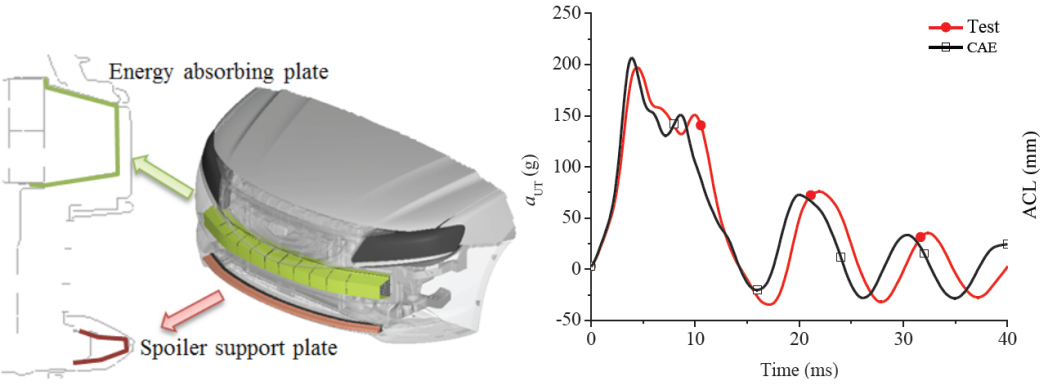 Energy absorbing plate
Spoiler support plate
250
200
150
100
50
0
-50
a_UT (g)
Test
CAE
0
10
20
30
40
Time (ms)
ACL (mm)